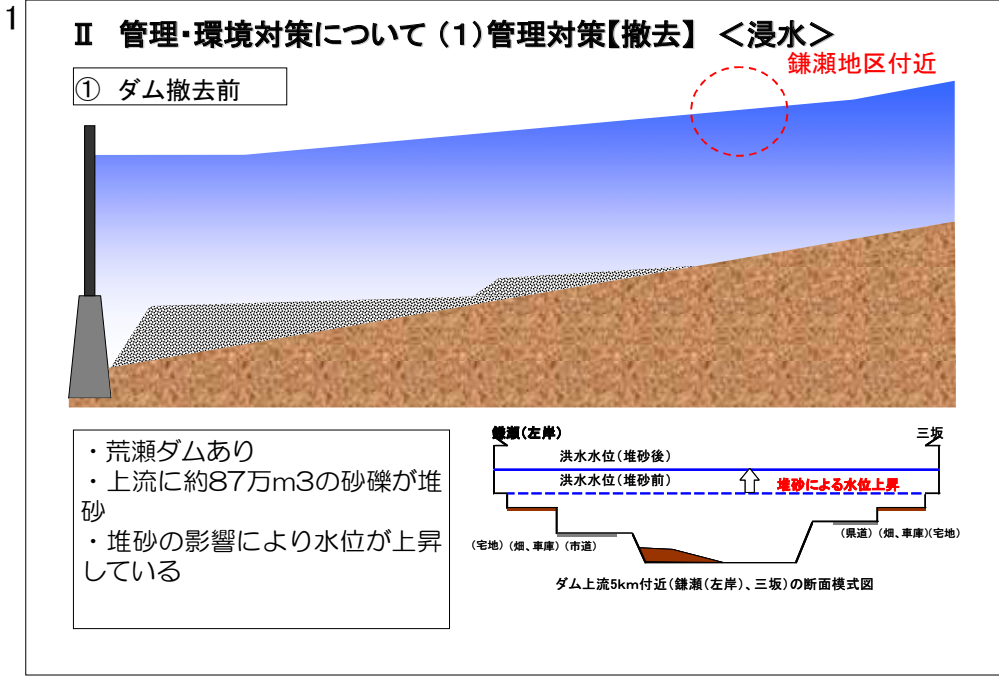 1
Ⅱ 管理・環境対策について (1)管理対策【撤去】 <浸水>
鎌瀬地区付近
① ダム撤去前
・荒瀬ダムあり
・上流に約87万m3の砂礫が堆
砂
・堆砂の影響により水位が上昇
している
鎌瀬(左岸)
三坂
洪水水位(堆砂後)
洪水水位(堆砂前)
堆砂による水位上昇
(宅地)(畑、車庫)(市道)
(県道)(畑、車庫)(宅地)
ダム上流5km付近(鎌瀬(左岸)、三坂)の断面模式図